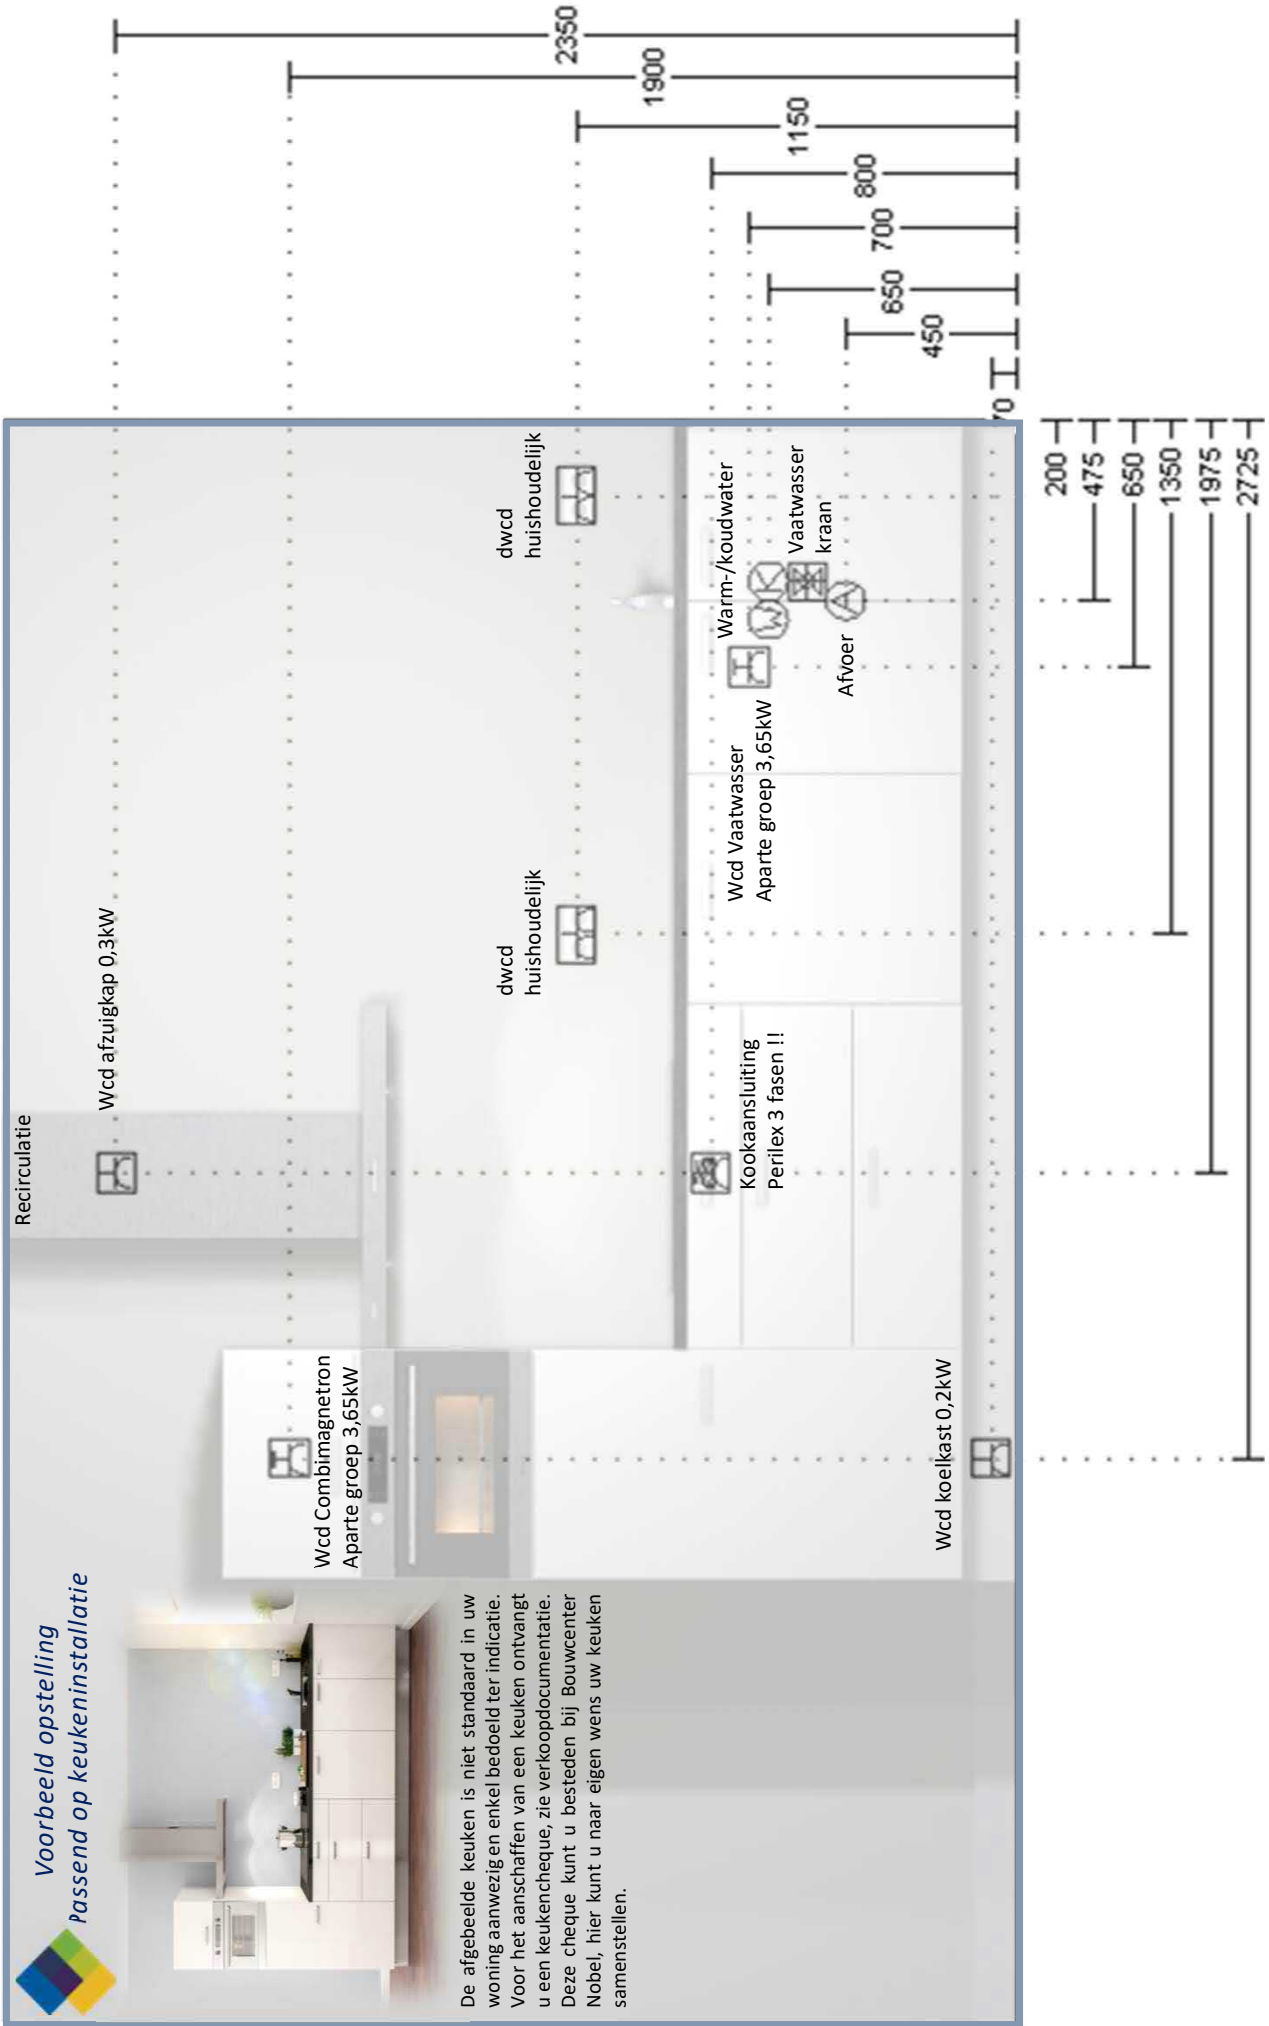 Voorbeeld opstelling
Passend op keukeninstallatie
De afgebeelde keuken is niet standaard in uw
woning aanwezig en enkel bedoeld ter indicatie.
Voor het aanschaffen van een keuken ontvangt
u een keukencheque, zie verkoopdocumentatie.
Deze cheque kunt u besteden bij Bouwcenter
Nobel, hier kunt u naar eigen wens uw keuken
samenstellen.
Recirculatie
Wcd afzuigkap 0,3kW
Wcd Combimagnetron
Aparte groep 3,65kW
dwcd
huishoudelijk
dwcd
huishoudelijk
Kookaansluiting
Perilex 3 fasen !!
Wcd Vaatwasser
Aparte groep 3,65kW
Warm-/koudwater
W
K
Vaatwasser
kraan
A
Afvoer
Wcd koelkast 0,2kW
2350
1900
1150
800
700
650
450
70
200
475
650
1350
1975
2725